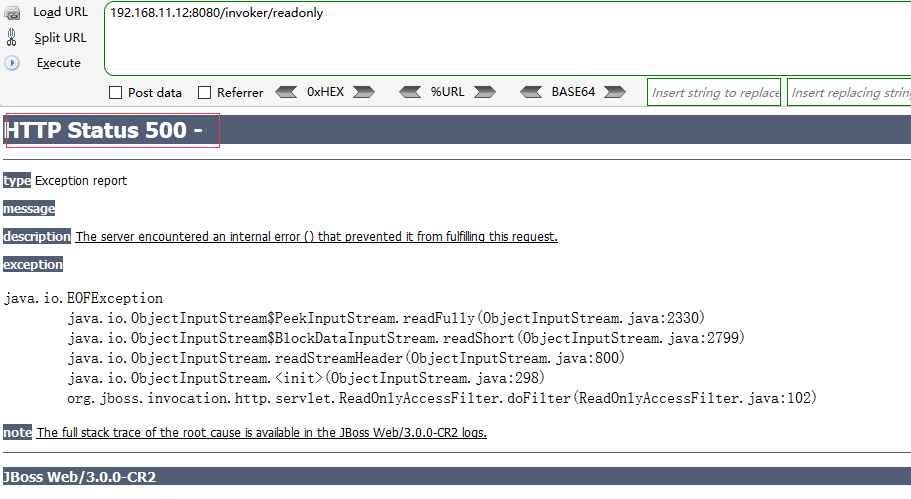 Load URL
192.168.11.12:8080/invoker/readonly
Split URL
Execute
Post data Referrer 0xHEX %URL BASE64 Insert string to replace Insert replacing string
HTTP Status 500 -
type Exception report
message
description The server encountered an internal error () that prevented it from fulfilling this request.
exception
java.io.EOFException
java.io.ObjectInputStream$PeekInputStream.readFully(ObjectInputStream.java:2330)
java.io.ObjectInputStream$BlockDataInputStream.readShort(ObjectInputStream.java:2799)
java.io.ObjectInputStream.readStreamHeader(ObjectInputStream.java:800)
java.io.ObjectInputStream.<init>(ObjectInputStream.java:298)
org.jboss.invocation.http.servlet.ReadOnlyAccessFilter.doFilter(ReadOnlyAccessFilter.java:102)
note The full stack trace of the root cause is available in the JBoss Web/3.0.0-CR2 logs.
JBoss Web/3.0.0-CR2